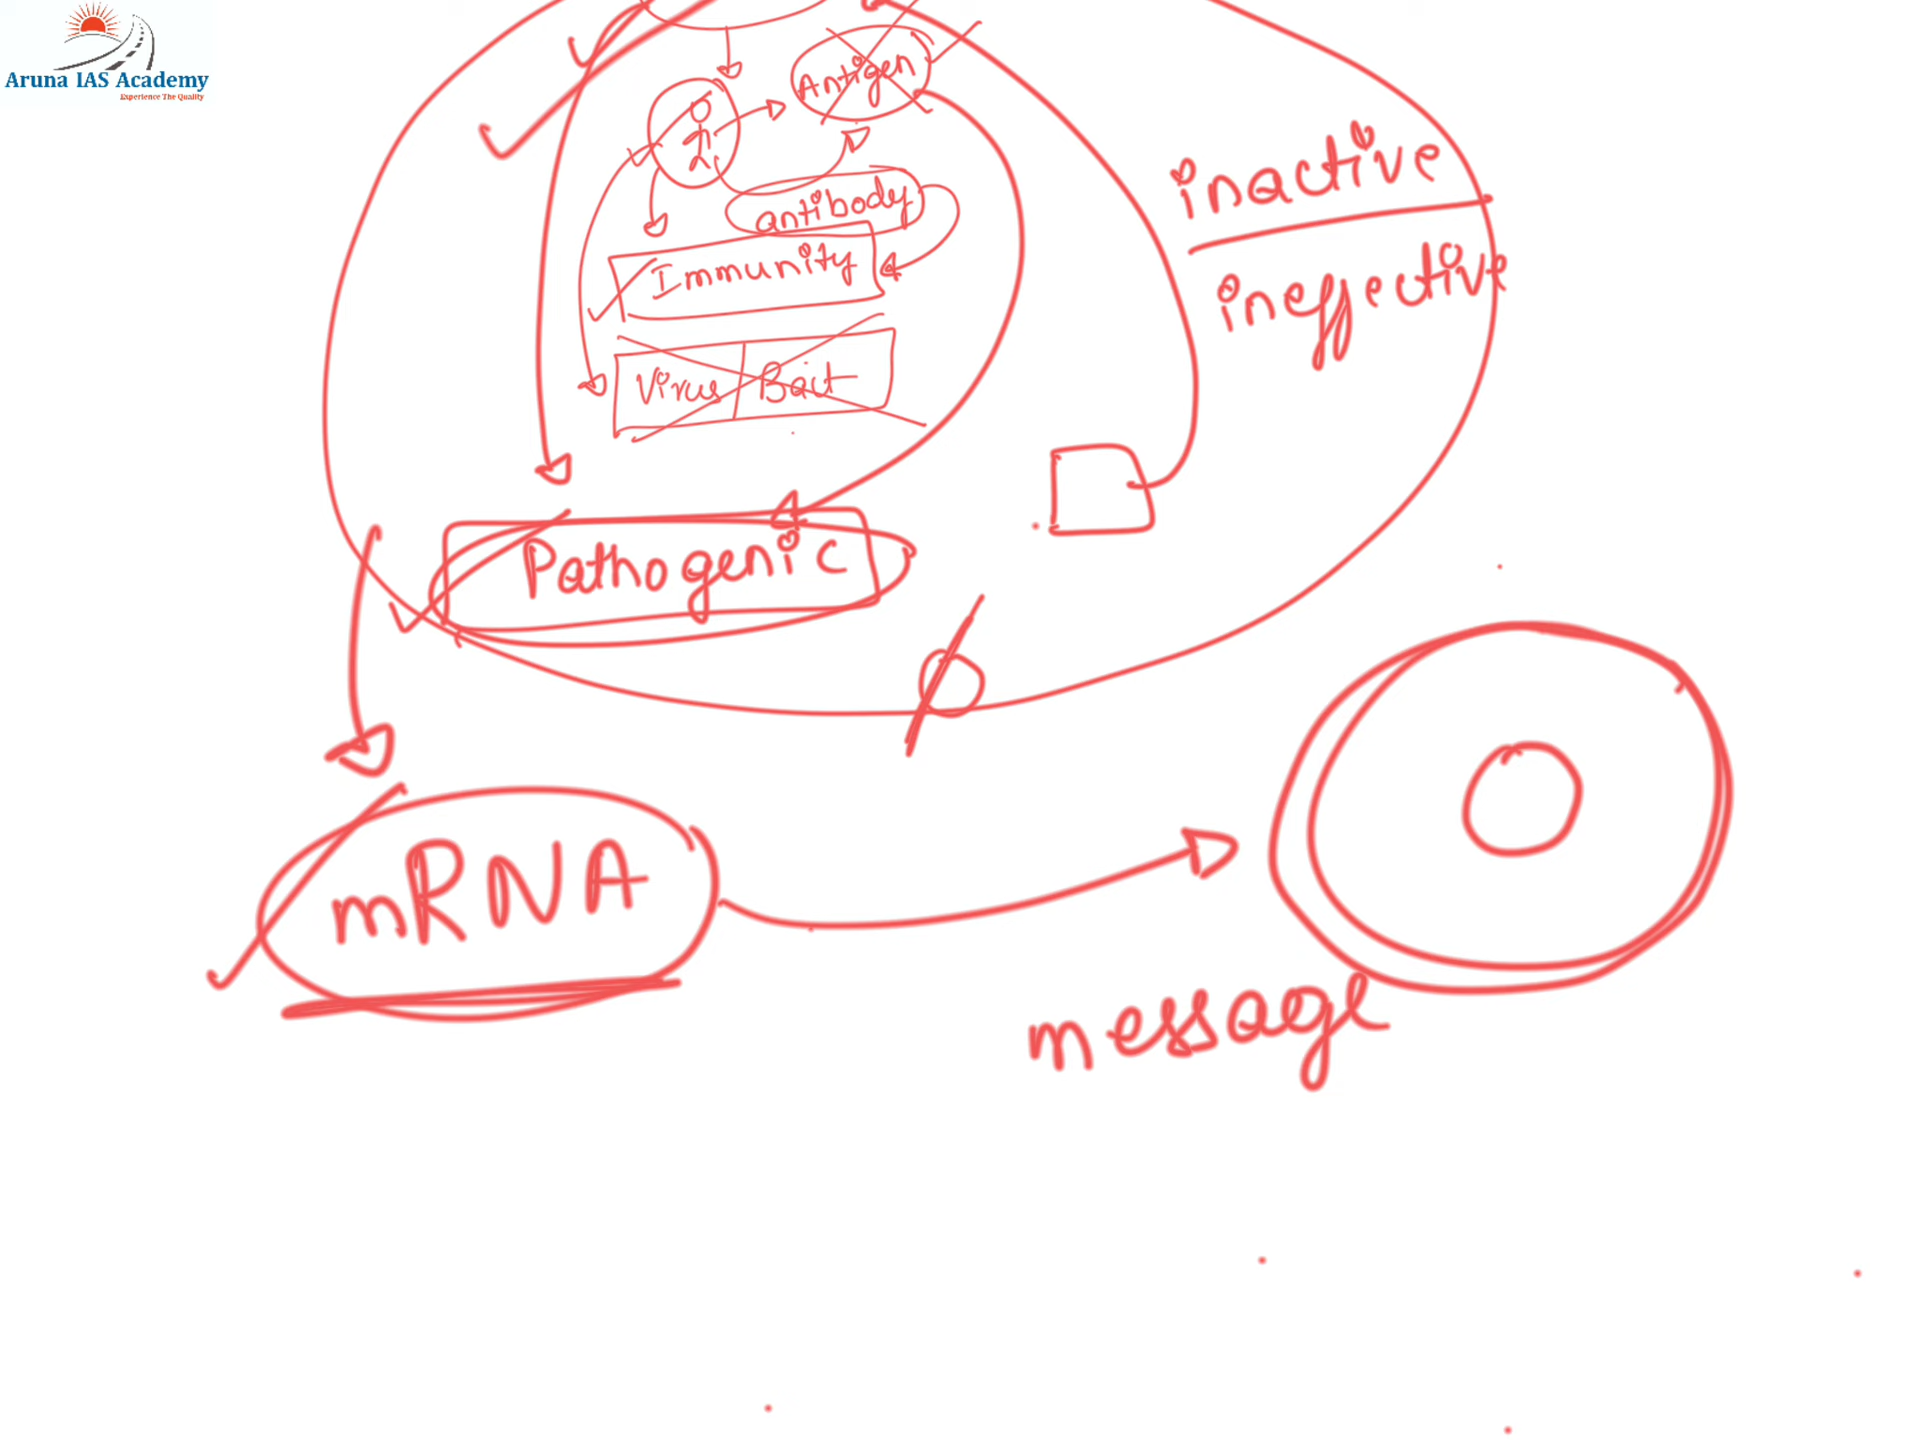 Aruna IAS Academy
Experience The Quality
Antigen
antibody
Immunity
Virus Bact
inactive
ineffective
Pathogenic
mRNA
message